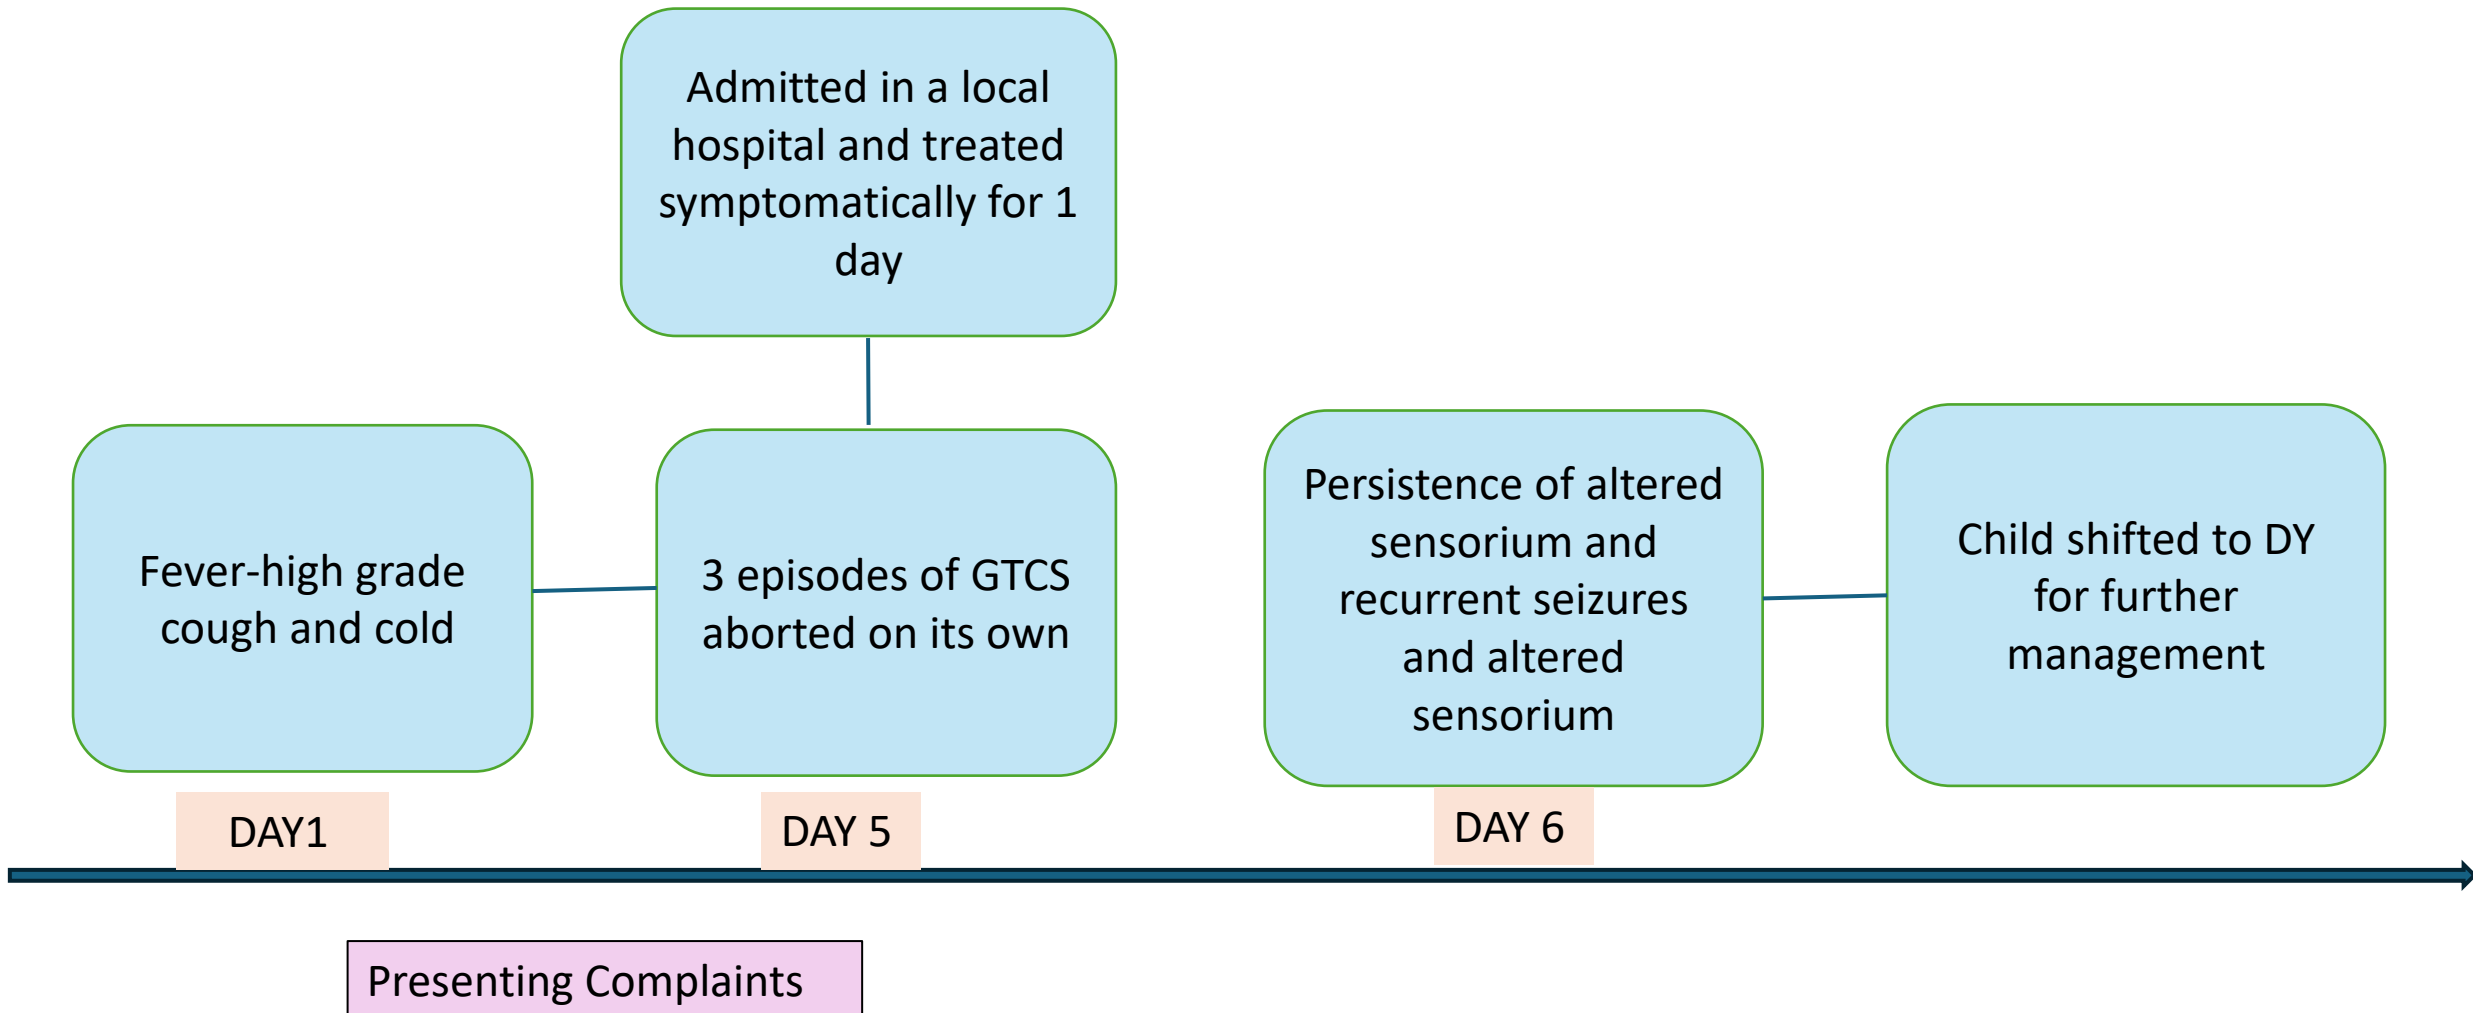 Admitted in a local
hospital and treated
symptomatically for 1
day
Fever-high grade
cough and cold
3 episodes of GTCS
aborted on its own
Persistence of altered
sensorium and
recurrent seizures
and altered
sensorium
Child shifted to DY
for further
management
DAY1
DAY 5
DAY 6
Presenting Complaints